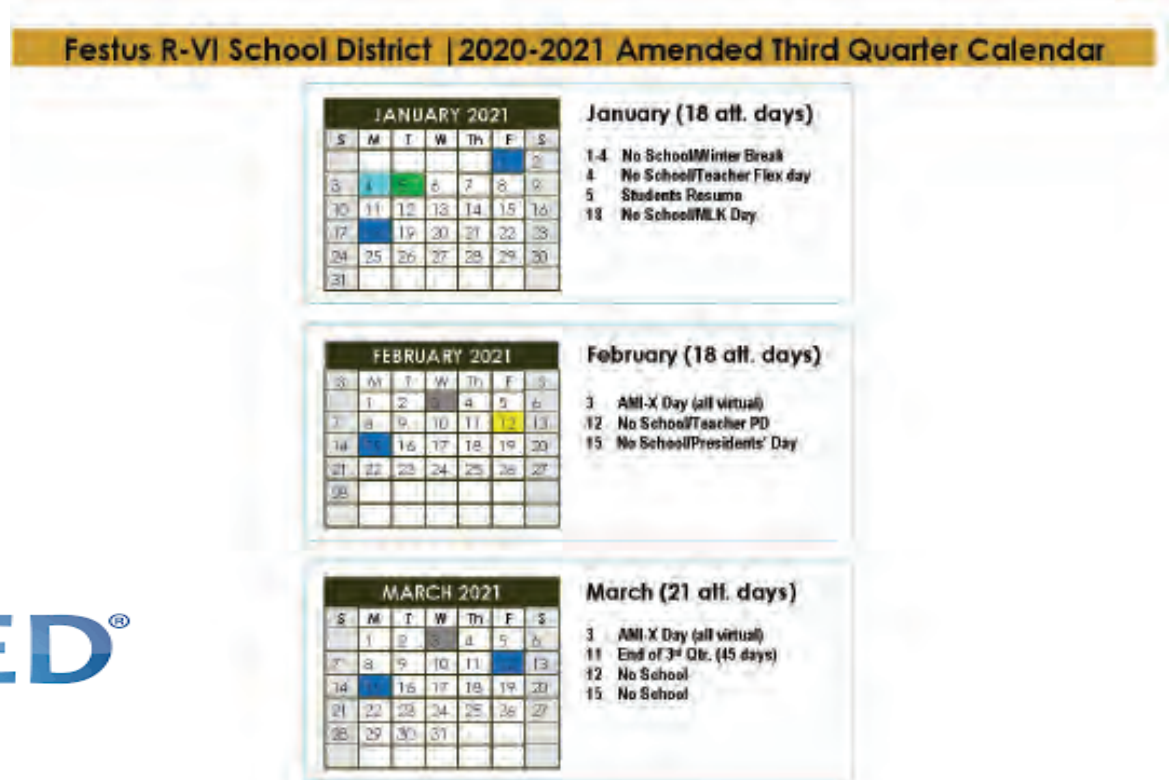 Festus R-VI School District | 2020-2021 Amended Third Quarter Calendar
JANUARY 2021
S M T W Th F S
1 2
3 4 5 6 7 8 9
10 11 12 13 14 15 16
17 19 20 21 22 23
24 25 26 27 28 29 30
31
January (18 att. days)
1-4 No School/Winter Break
4 No School/Teacher Flex day
5 Students Resume
18 No School/MLK Day
FEBRUARY 2021
S M T W Th F S
1 2 3 4 5 6
7 8 9 10 11 12 13
14 15 16 17 18 19 20
21 22 23 24 25 26 27
28
February (18 att. days)
3 AMI-X Day (all virtual)
12 No School/Teacher PD
15 No School/Presidents' Day
MARCH 2021
S M T W Th F S
1 2 3 4 5 6
7 8 9 10 11 12 13
14 15 16 17 18 19 20
21 22 23 24 25 26 27
28 29 30 31
March (21 att. days)
3 AMI-X Day (all virtual)
11 End of 3rd Qtr. (45 days)
12 No School
15 No School
ED®